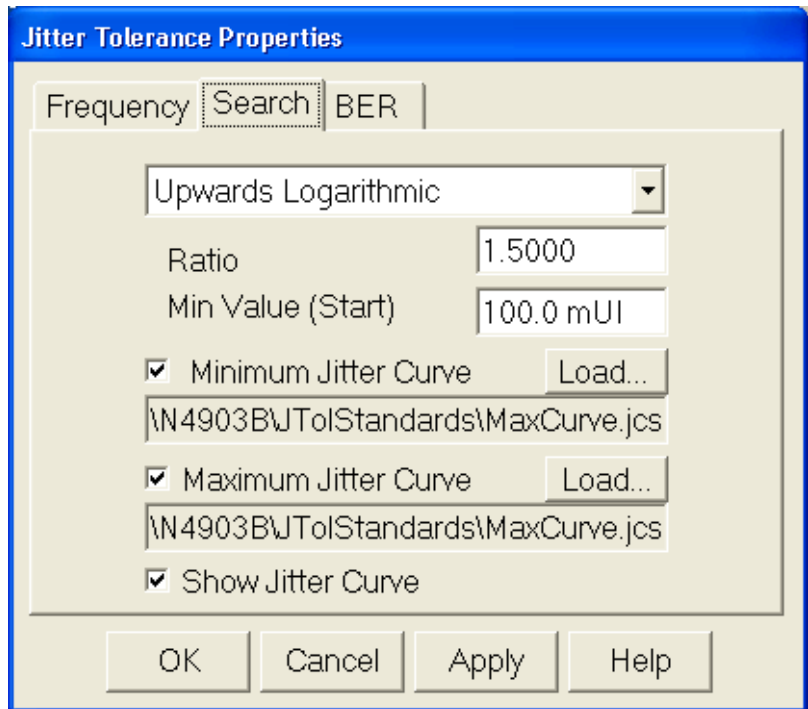 Jitter Tolerance Properties
Frequency Search BER
Upwards Logarithmic
Ratio 1.5000
Min Value (Start) 100.0 mUI
Minimum Jitter Curve Load...
\N4903B\JTolStandards\MaxCurve.jcs
Maximum Jitter Curve Load...
\N4903B\JTolStandards\MaxCurve.jcs
Show Jitter Curve
OK Cancel Apply Help